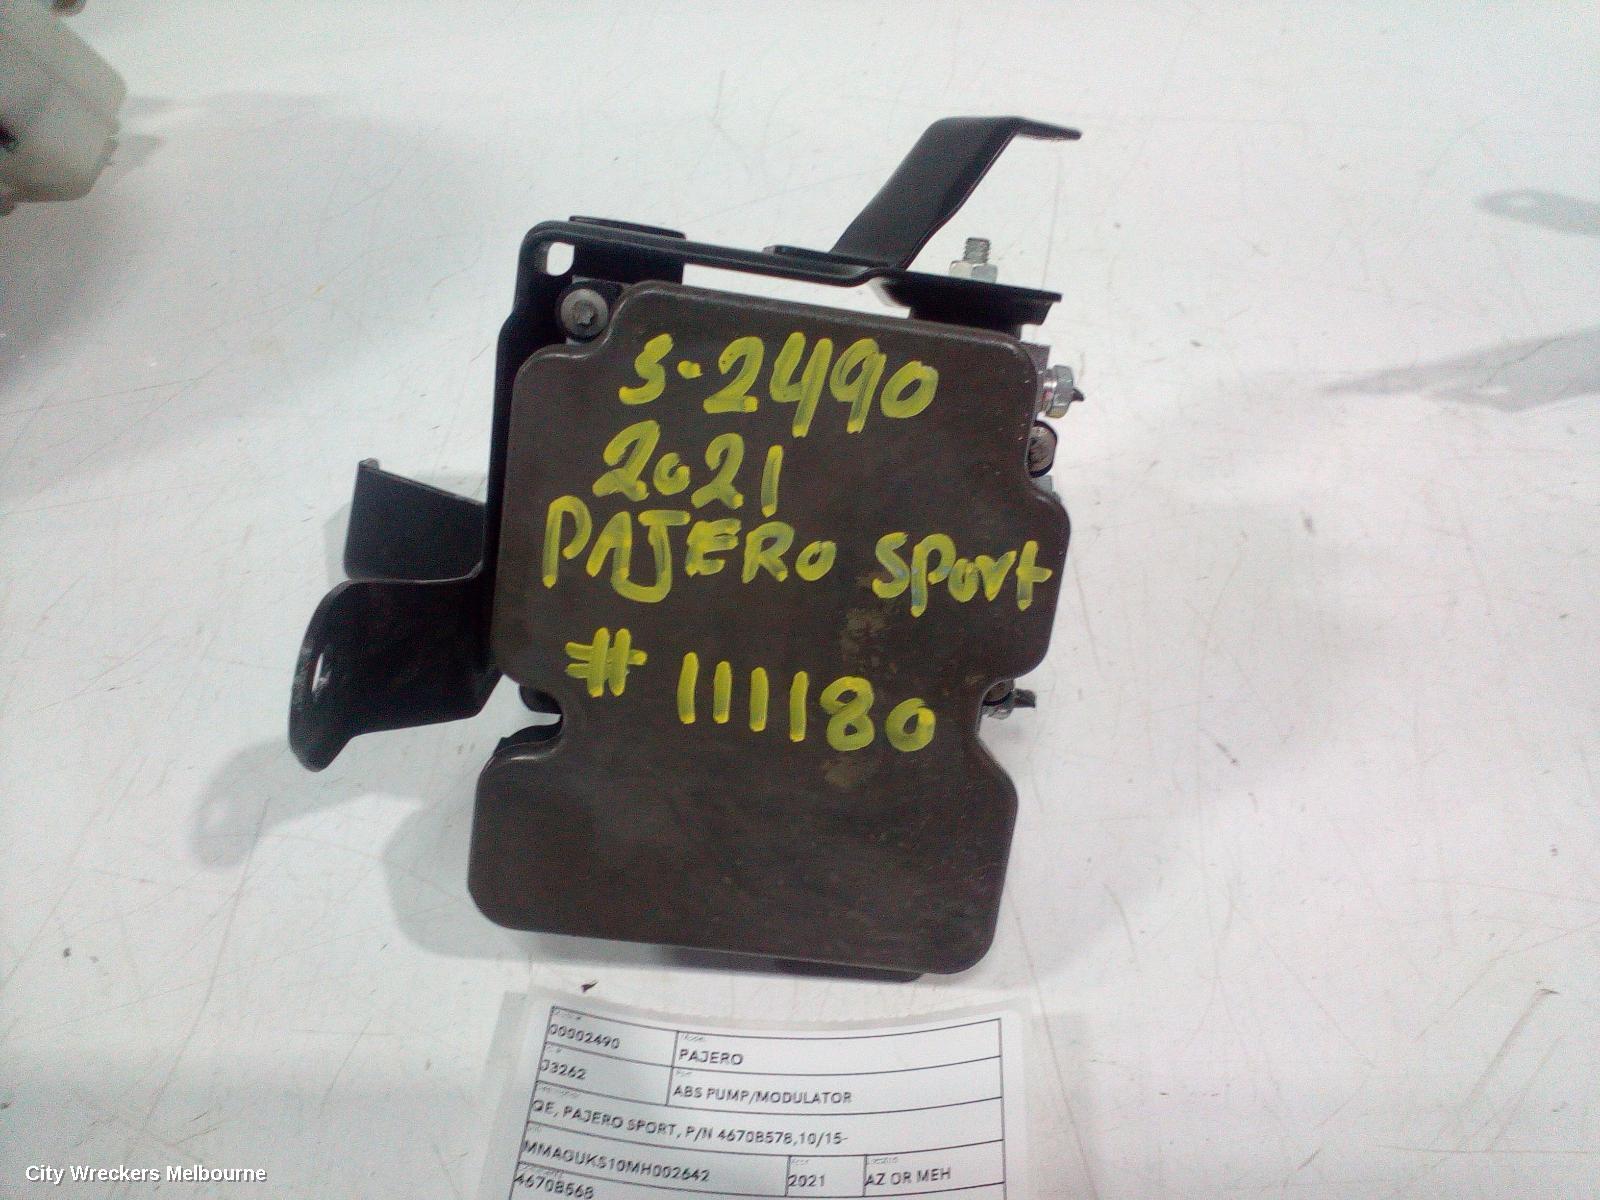 S-2490
2021
PAJERO Sport
# 111180
00002490
PAJERO
J3262
ABS PUMP/MODULATOR
QE, PAJERO SPORT, P/N 4670B578,10/15-
MMAGUKS10MH002642
2021
AZ OR MEH
4670B568
City Wreckers Melbourne